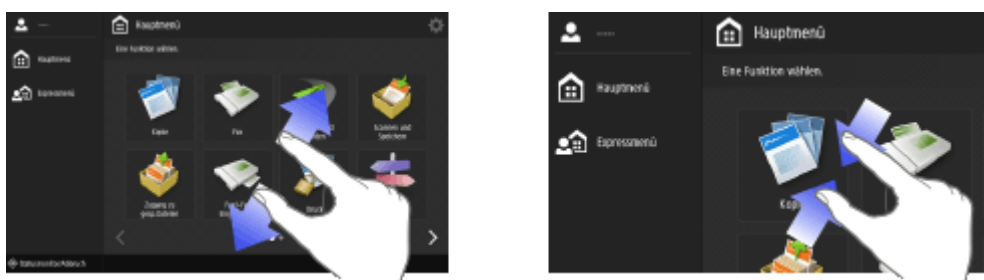 Hauptmenü
Eine Funktion wählen.
Hauptmenü
Expressmenü
Kopie
Fax
Scannen und
Speichern
Zugang zu
gesp.Dateien
Druck
Statusmonitor/Abbruch
Hauptmenü
Eine Funktion wählen.
Hauptmenü
Expressmenü